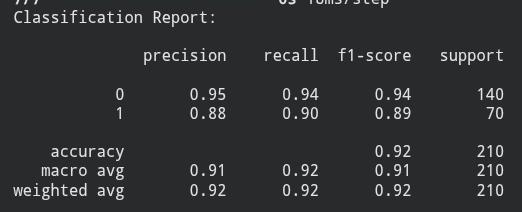 Classification Report:
precision recall f1-score support
0 0.95 0.94 0.94 140
1 0.88 0.90 0.89 70
accuracy 0.92 210
macro avg 0.91 0.92 0.91 210
weighted avg 0.92 0.92 0.92 210